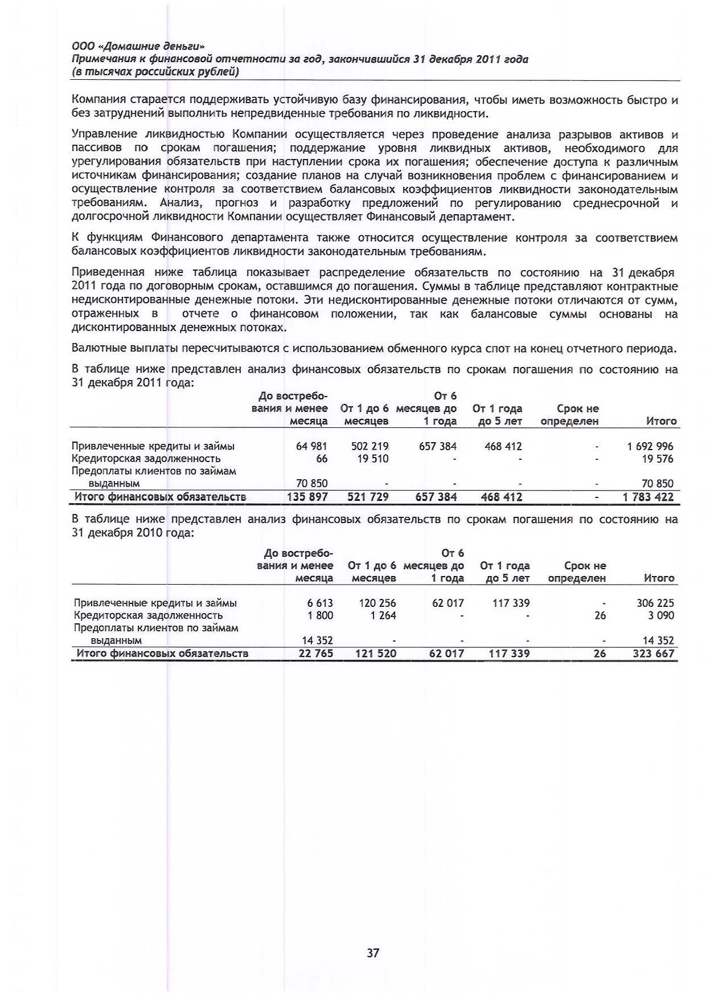 ООО «Домашние деньги»
Примечания к финансовой отчетности за год, закончившийся 31 декабря 2011 года
(в тысячах российских рублей)
Компания старается поддерживать устойчивую базу финансирования, чтобы иметь возможность быстро и
без затруднений выполнить непредвиденные требования по ликвидности.
Управление ликвидностью Компании осуществляется через проведение анализа разрывов активов и
пассивов по срокам погашения; поддержание уровня ликвидных активов, необходимого для
урегулирования обязательств при наступлении срока их погашения; обеспечение доступа к различным
источникам финансирования; создание планов на случай возникновения проблем с финансированием и
осуществление контроля за соответствием балансовых коэффициентов ликвидности законодательным
требованиям. Анализ, прогноз и разработку предложений по регулированию среднесрочной и
долгосрочной ликвидности Компании осуществляет Финансовый департамент.
К функциям Финансового департамента также относится осуществление контроля за соответствием
балансовых коэффициентов ликвидности законодательным требованиям.
Приведенная ниже таблица показывает распределение обязательств по состоянию на 31 декабря
2011 года по договорным срокам, оставшимся до погашения. Суммы в таблице представляют контрактные
недисконтированные денежные потоки. Эти недисконтированные денежные потоки отличаются от сумм,
отраженных в отчете о финансовом положении, так как балансовые суммы основаны на
дисконтированных денежных потоках.
Валютные выплаты пересчитываются с использованием обменного курса спот на конец отчетного периода.
В таблице ниже представлен анализ финансовых обязательств по срокам погашения по состоянию на
31 декабря 2011 года:
До востребо- От 6
вания и менее От 1 до 6 месяцев до От 1 года Срок не
месяца месяцев 1 года до 5 лет определен Итого
Привлеченные кредиты и займы 64 981 502 219 657 384 468 412 - 1 692 996
Кредиторская задолженность 66 19 510 - - - 19 576
Предоплаты клиентов по займам
выданным 70 850 - - - - 70 850
Итого финансовых обязательств 135 897 521 729 657 384 468 412 - 1 783 422
В таблице ниже представлен анализ финансовых обязательств по срокам погашения по состоянию на
31 декабря 2010 года:
До востребо- От 6
вания и менее От 1 до 6 месяцев до От 1 года Срок не
месяца месяцев 1 года до 5 лет определен Итого
Привлеченные кредиты и займы 6 613 120 256 62 017 117 339 - 306 225
Кредиторская задолженность 1 800 1 264 - - 26 3 090
Предоплаты клиентов по займам
выданным 14 352 - - - - 14 352
Итого финансовых обязательств 22 765 121 520 62 017 117 339 26 323 667
37